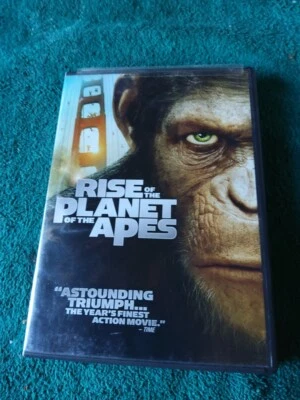 RISE OF THE
PLANET
OF THE APES
"ASTOUNDING
TRIUMPH...
THE YEAR'S FINEST
ACTION MOVIE."
– TIME